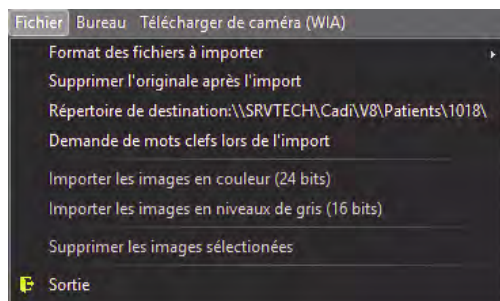 Fichier Bureau Télécharger de caméra (WIA)
Format des fichiers à importer
Supprimer l'originale après l'import
Répertoire de destination:\\SRVTECH\Cadi\V8\Patients\1018\
Demande de mots clefs lors de l'import
Importer les images en couleur (24 bits)
Importer les images en niveaux de gris (16 bits)
Supprimer les images sélectionées
Sortie